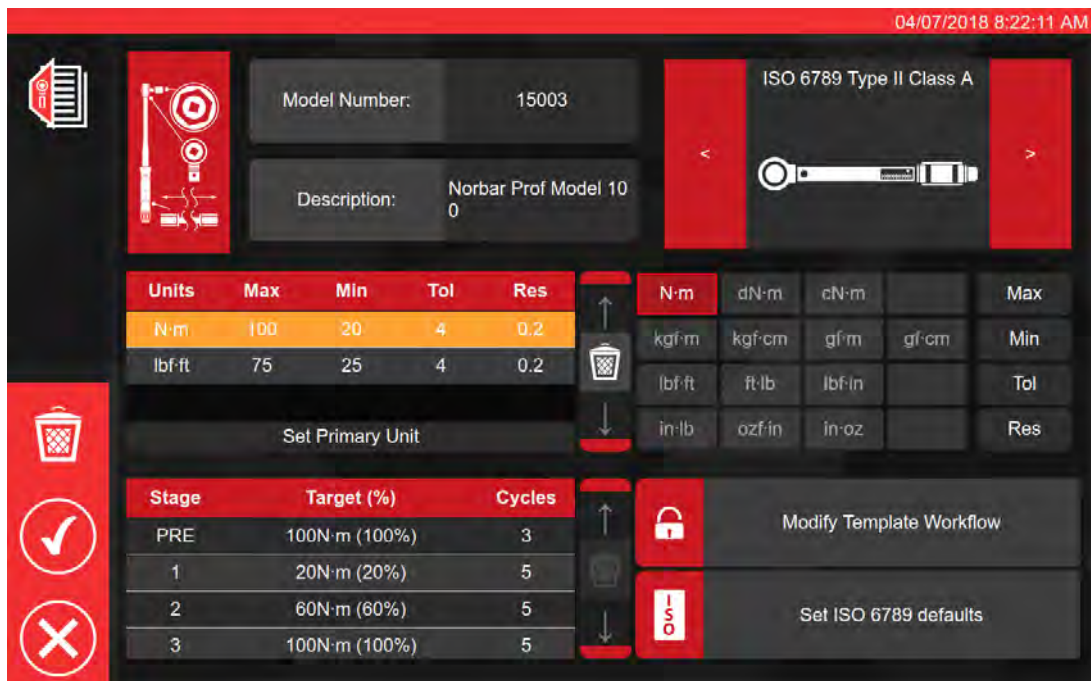 04/07/2018 8:22:11 AM
Model Number: 15003
ISO 6789 Type II Class A
< >
Description: Norbar Prof Model 10
0
Units Max Min Tol Res
N·m 100 20 4 0.2
lbf·ft 75 25 4 0.2
Set Primary Unit
N·m dN·m cN·m Max
kgf·m kgf·cm gf·m gf·cm Min
lbf·ft ft·lb lbf·in Tol
in·lb ozf·in in·oz Res
Stage Target (%) Cycles
PRE 100N·m (100%) 3
1 20N·m (20%) 5
2 60N·m (60%) 5
3 100N·m (100%) 5
Modify Template Workflow
ISO
Set ISO 6789 defaults